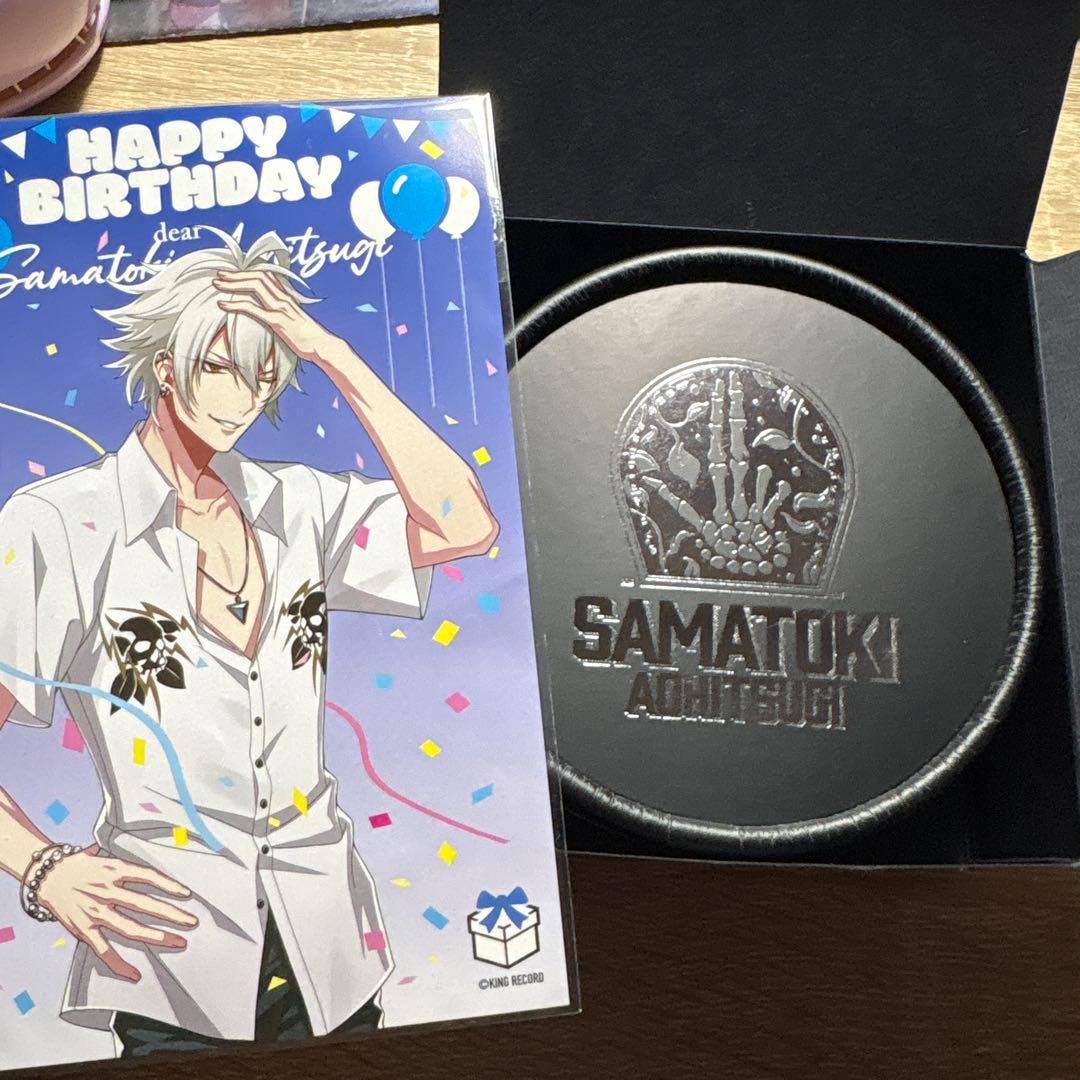 HAPPY
BIRTHDAY
dear
Samatoki Aohitsugi
©KING RECORD
SAMATOKI
AOHITSUGI